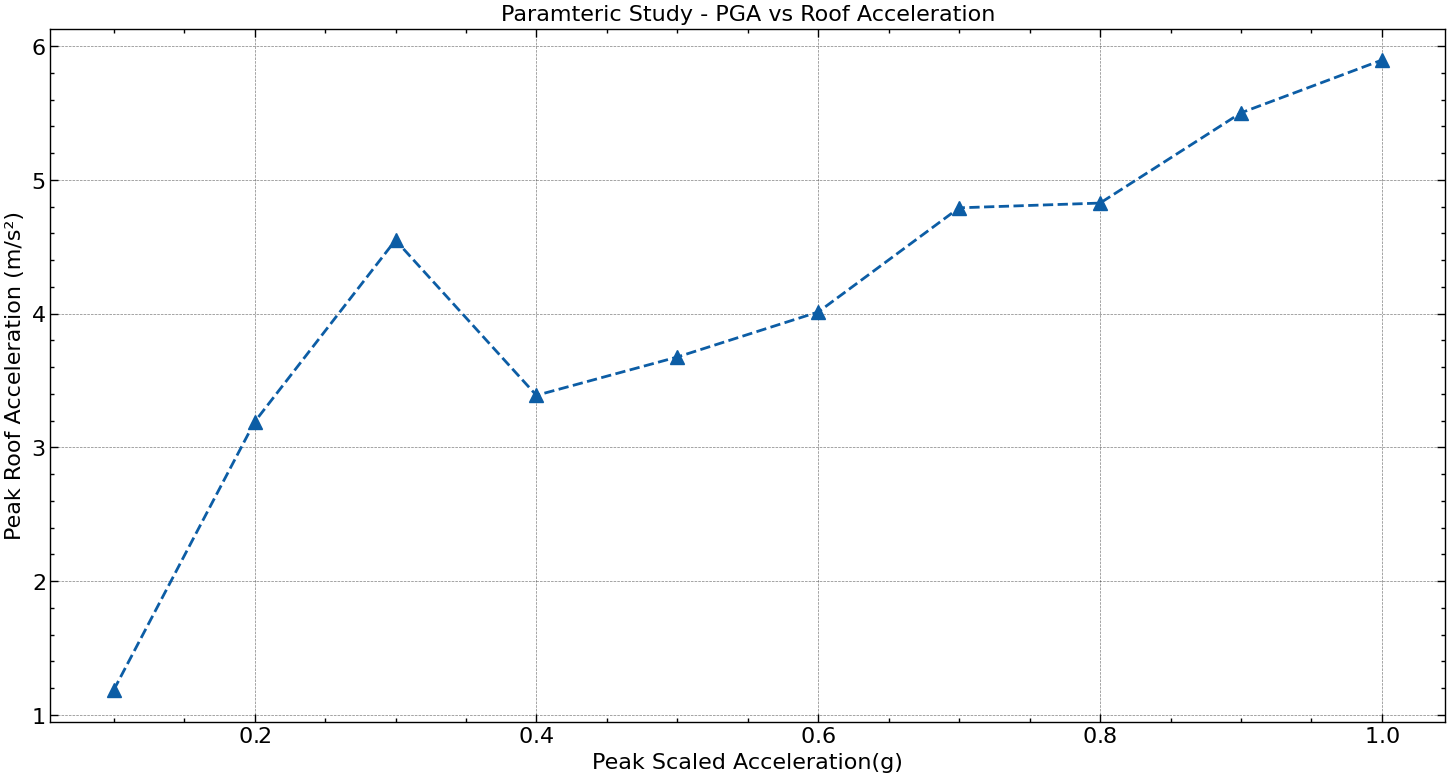 Paramteric Study - PGA vs Roof Acceleration
6
5
4
3
2
1
Peak Roof Acceleration (m/s²)
0.2 0.4 0.6 0.8 1.0
Peak Scaled Acceleration(g)